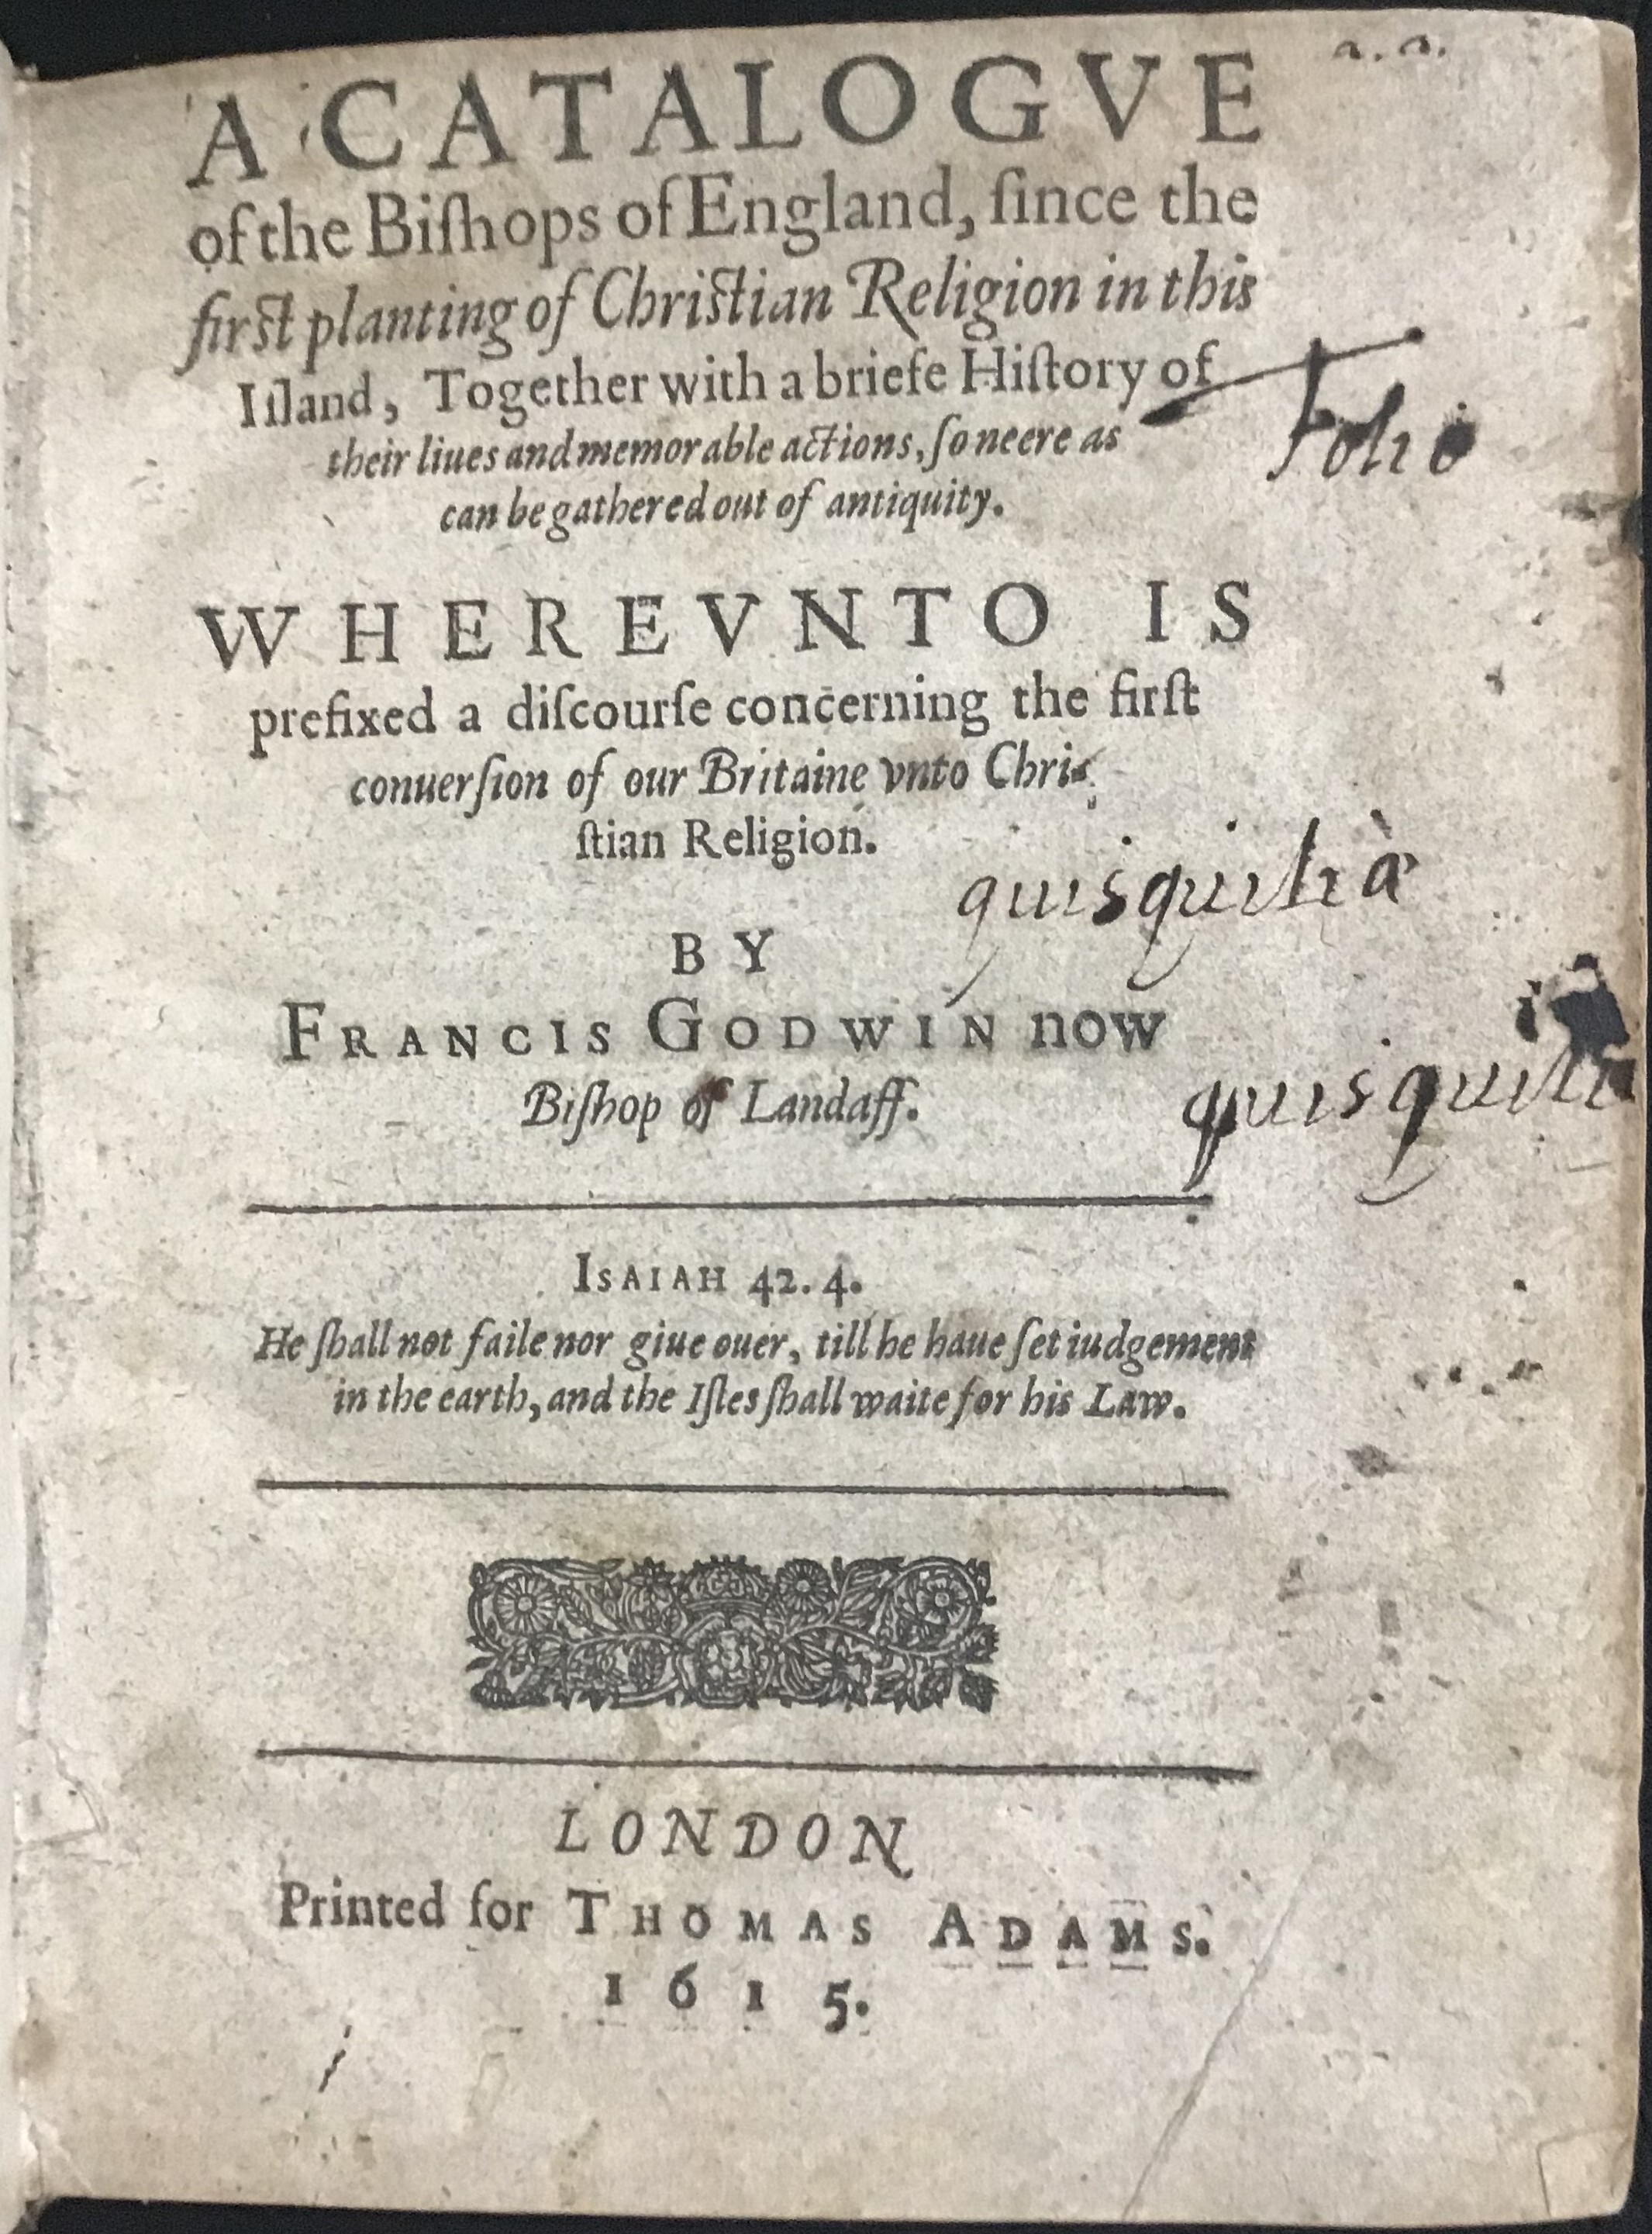 a. a.
A CATALOGVE
of the Biſhops of England, ſince the
firſt planting of Chriſtian Religion in this
Iſland, Together with a briefe Hiſtory of
Folio
their liues and memorable actions, ſo neere as
can be gathered out of antiquity.
WHEREVNTO IS
prefixed a diſcourſe concerning the firſt
conuerſion of our Britaine vnto Chri-
ſtian Religion.
quisquilià
BY
FRANCIS GODWIN now
Biſhop of Landaff.
quisquili
ISAIAH 42. 4.
He ſhall not faile nor giue ouer, till he haue ſet iudgement
in the earth, and the Iſles ſhall waite for his Law.
LONDON
Printed for THOMAS ADAMS.
1615.